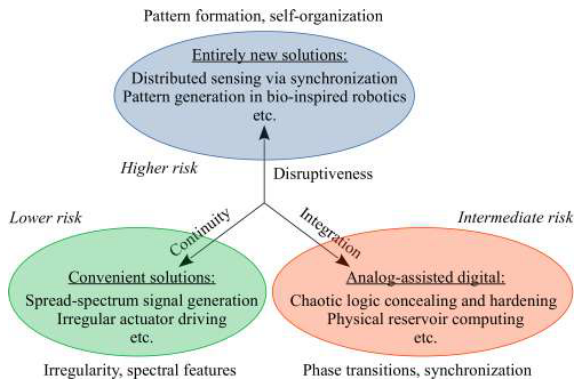 Pattern formation, self-organization
Entirely new solutions:
Distributed sensing via synchronization
Pattern generation in bio-inspired robotics
etc.
Higher risk
Disruptiveness
Lower risk
Continuity
Integration
Intermediate risk
Convenient solutions:
Spread-spectrum signal generation
Irregular actuator driving
etc.
Analog-assisted digital:
Chaotic logic concealing and hardening
Physical reservoir computing
etc.
Irregularity, spectral features
Phase transitions, synchronization